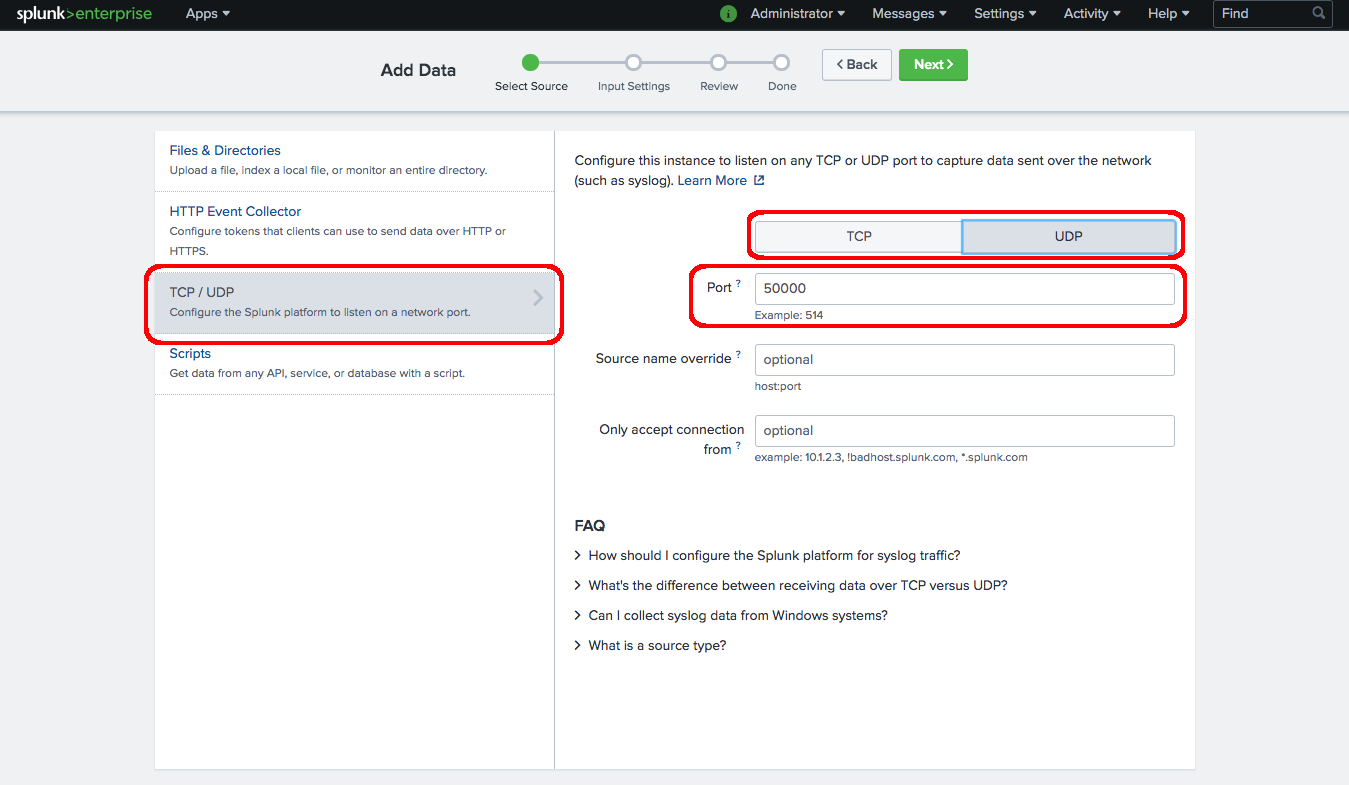 splunk>enterprise Apps Administrator Messages Settings Activity Help Find
Add Data
Select Source Input Settings Review Done
Back Next
Files & Directories
Upload a file, index a local file, or monitor an entire directory.
HTTP Event Collector
Configure tokens that clients can use to send data over HTTP or
HTTPS.
TCP / UDP
Configure the Splunk platform to listen on a network port.
Scripts
Get data from any API, service, or database with a script.
Configure this instance to listen on any TCP or UDP port to capture data sent over the network
(such as syslog). Learn More
TCP UDP
Port ? 50000
Example: 514
Source name override ? optional
host:port
Only accept connection
from ?
optional
example: 10.1.2.3, !badhost.splunk.com, *.splunk.com
FAQ
> How should I configure the Splunk platform for syslog traffic?
> What's the difference between receiving data over TCP versus UDP?
> Can I collect syslog data from Windows systems?
> What is a source type?